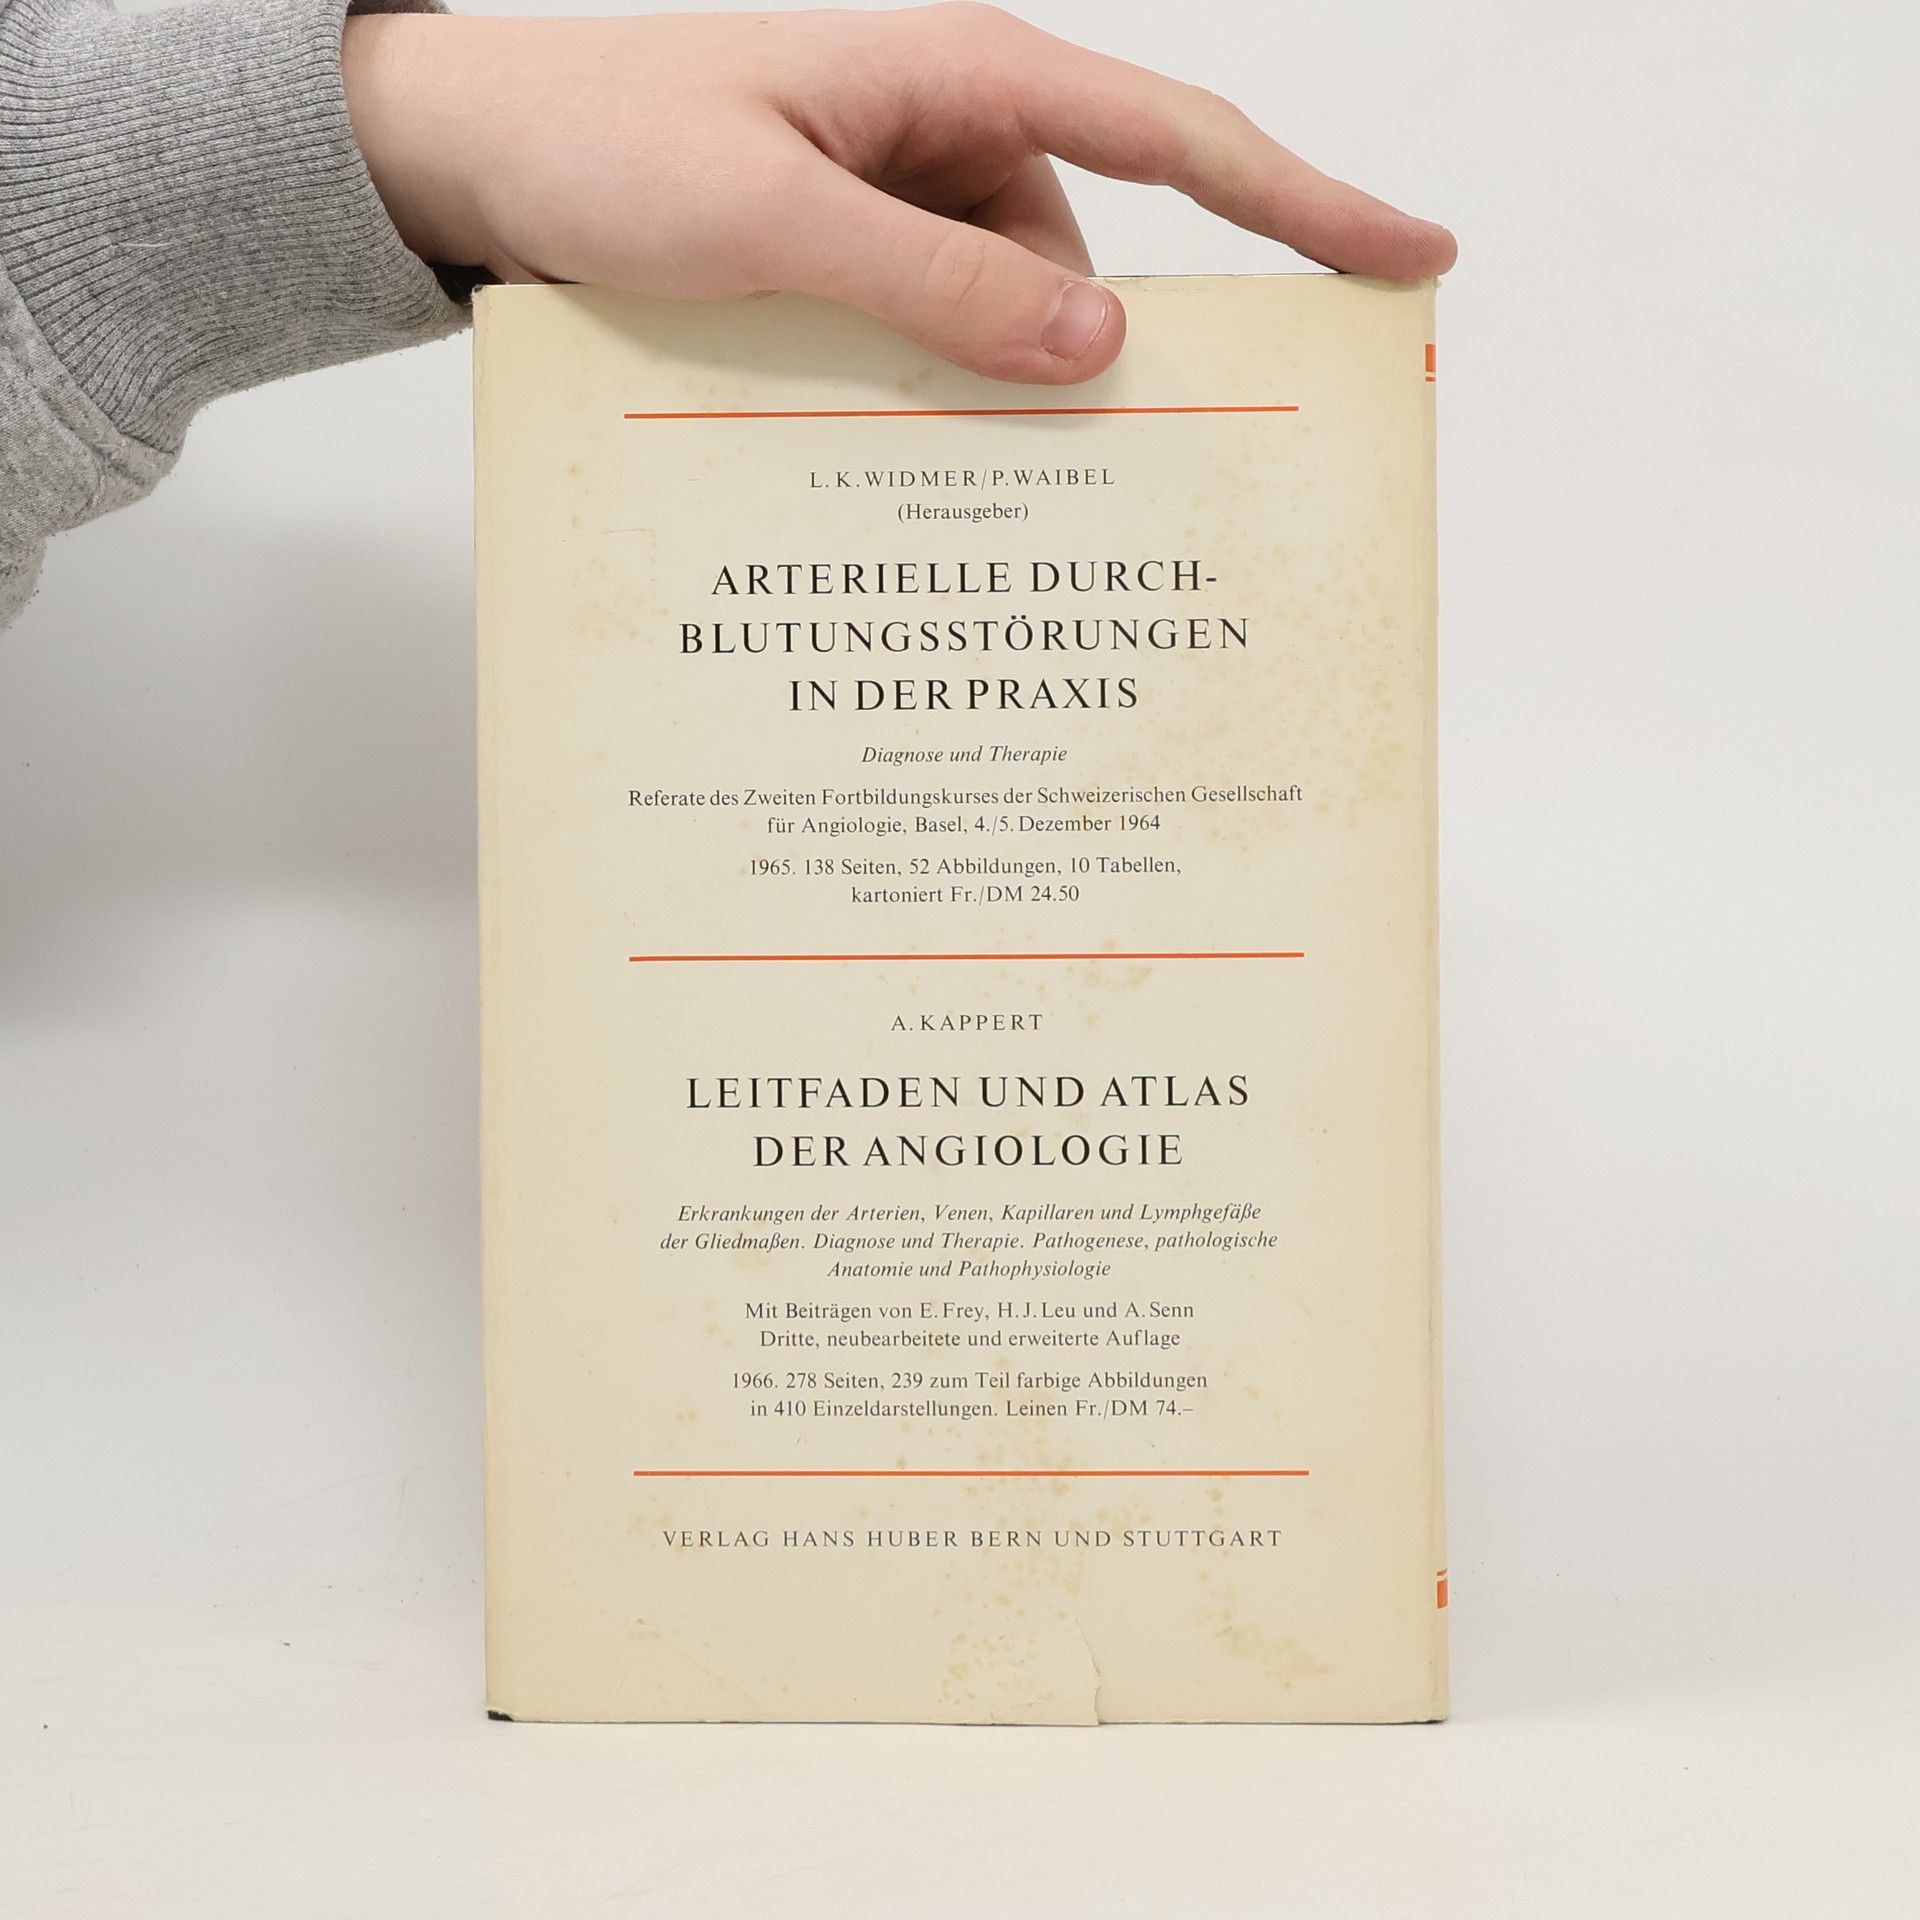 L. K. WIDMER/P. WAIBEL
(Herausgeber)
ARTERIELLE DURCH-
BLUTUNGSSTÖRUNGEN
IN DER PRAXIS
Diagnose und Therapie
Referate des Zweiten Fortbildungskurses der Schweizerischen Gesellschaft
für Angiologie, Basel, 4./5. Dezember 1964
1965. 138 Seiten, 52 Abbildungen, 10 Tabellen,
kartoniert Fr./DM 24.50
A. KAPPERT
LEITFADEN UND ATLAS
DER ANGIOLOGIE
Erkrankungen der Arterien, Venen, Kapillaren und Lymphgefäße
der Gliedmaßen. Diagnose und Therapie. Pathogenese, pathologische
Anatomie und Pathophysiologie
Mit Beiträgen von E. Frey, H. J. Leu und A. Senn
Dritte, neubearbeitete und erweiterte Auflage
1966. 278 Seiten, 239 zum Teil farbige Abbildungen
in 410 Einzeldarstellungen. Leinen Fr./DM 74.–
VERLAG HANS HUBER BERN UND STUTTGART